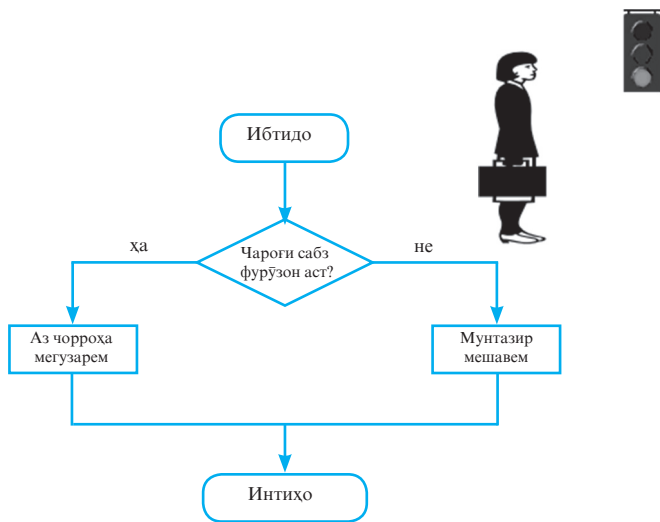 Ибтидо
ҳа
Чароғи сабз
фурӯзон аст?
не
Аз чорроҳа
мегузарем
Мунтазир
мешавем
Интиҳо